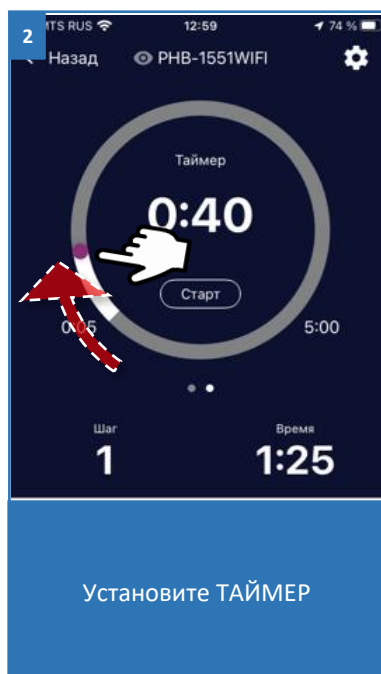 2
MTS RUS 12:59 74 %
Назад PHB-1551WIFI
Таймер
0:40
Старт
0:05 5:00
Шаг Время
1 1:25
Установите ТАЙМЕР